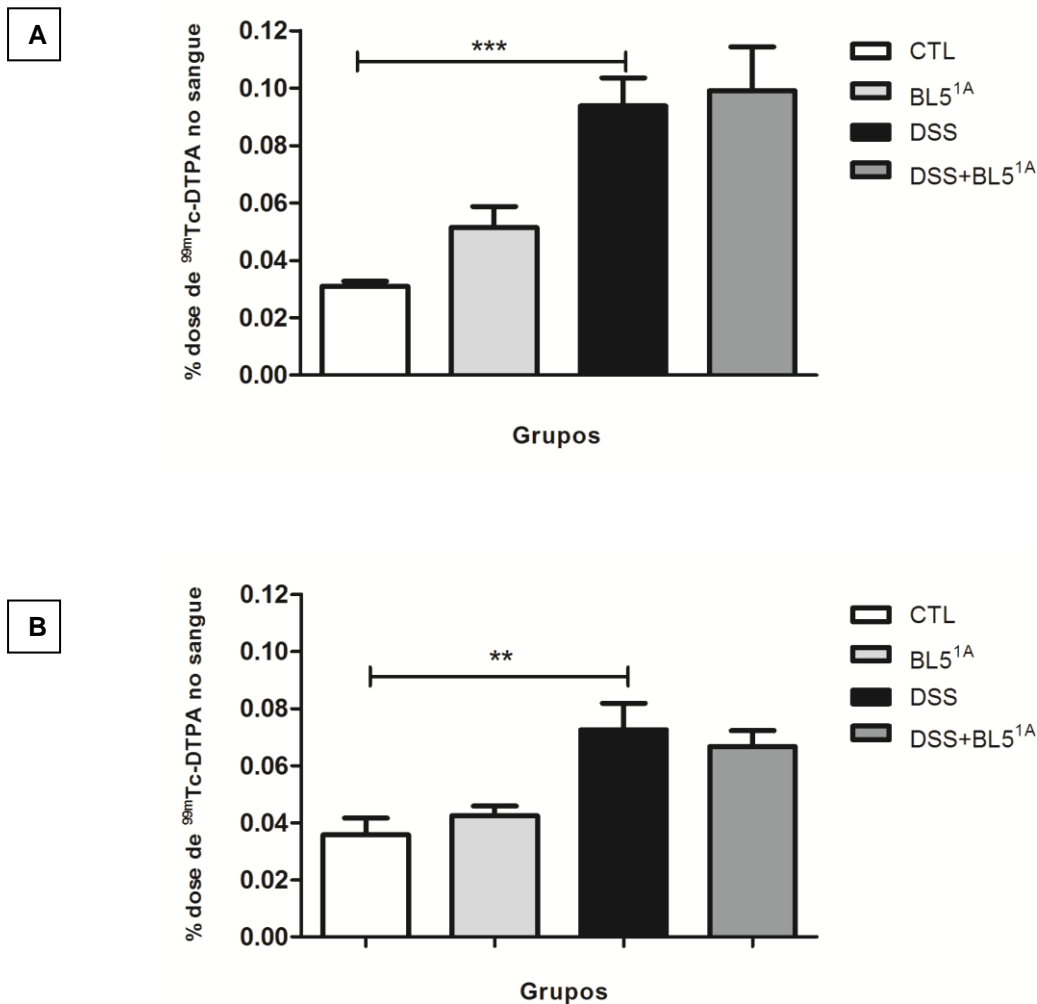 A
% dose de 99mTc-DTPA no sangue
0.12
0.10
0.08
0.06
0.04
0.02
0.00
***
Grupos
CTL
BL5¹ᴬ
DSS
DSS+BL5¹ᴬ
B
% dose de 99mTc-DTPA no sangue
0.12
0.10
0.08
0.06
0.04
0.02
0.00
**
Grupos
CTL
BL5¹ᴬ
DSS
DSS+BL5¹ᴬ